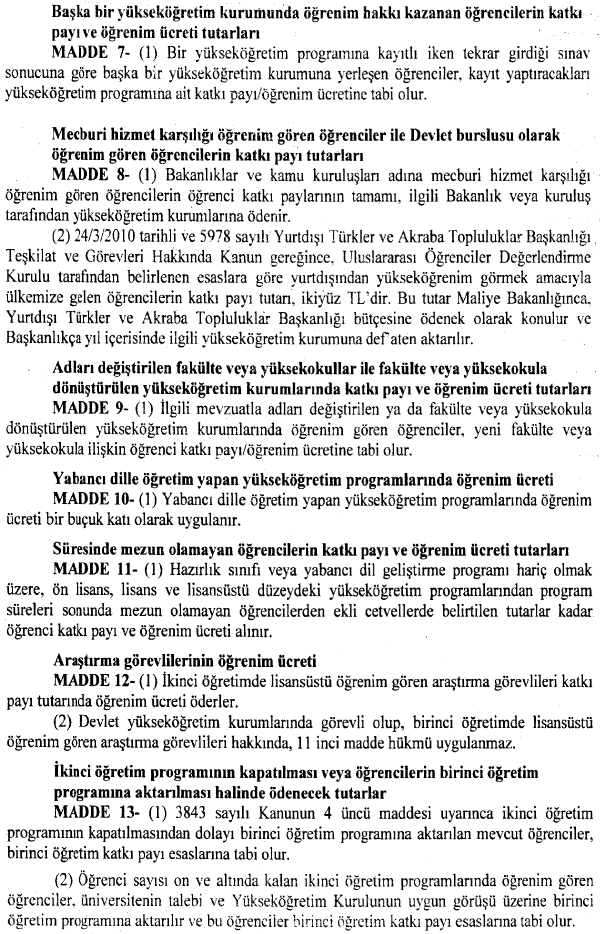 Başka bir yükseköğretim kurumunda öğrenim hakkı kazanan öğrencilerin katkı
payı ve öğrenim ücreti tutarları
MADDE 7- (1) Bir yükseköğretim programına kayıtlı iken tekrar girdiği sınav
sonucuna göre başka bir yükseköğretim kurumuna yerleşen öğrenciler, kayıt yaptıracakları
yükseköğretim programına ait katkı payı/öğrenim ücretine tabi olur.
Mecburi hizmet karşılığı öğrenim gören öğrenciler ile Devlet burslusu olarak
öğrenim gören öğrencilerin katkı payı tutarları
MADDE 8- (1) Bakanlıklar ve kamu kuruluşları adına mecburi hizmet karşılığı
öğrenim gören öğrencilerin öğrenci katkı paylarının tamamı, ilgili Bakanlık veya kuruluş
tarafından yükseköğretim kurumlarına ödenir.
(2) 24/3/2010 tarihli ve 5978 sayılı Yurtdışı Türkler ve Akraba Topluluklar Başkanlığı
Teşkilat ve Görevleri Hakkında Kanun gereğince, Uluslararası Öğrenciler Değerlendirme
Kurulu tarafından belirlenen esaslara göre yurtdışından yükseköğrenim görmek amacıyla
ülkemize gelen öğrencilerin katkı payı tutarı, ikiyüz TL'dir. Bu tutar Maliye Bakanlığınca,
Yurtdışı Türkler ve Akraba Topluluklar Başkanlığı bütçesine ödenek olarak konulur ve
Başkanlıkça yıl içerisinde ilgili yükseköğretim kurumuna def'aten aktarılır.
Adları değiştirilen fakülte veya yüksekokullar ile fakülte veya yüksekokula
dönüştürülen yükseköğretim kurumlarında katkı payı ve öğrenim ücreti tutarları
MADDE 9- (1) İlgili mevzuatla adları değiştirilen ya da fakülte veya yüksekokula
dönüştürülen yükseköğretim kurumlarında öğrenim gören öğrenciler, yeni fakülte veya
yüksekokula ilişkin öğrenci katkı payı/öğrenim ücretine tabi olur.
Yabancı dille öğretim yapan yükseköğretim programlarında öğrenim ücreti
MADDE 10- (1) Yabancı dille öğretim yapan yükseköğretim programlarında öğrenim
ücreti bir buçuk katı olarak uygulanır.
Süresinde mezun olamayan öğrencilerin katkı payı ve öğrenim ücreti tutarları
MADDE 11- (1) Hazırlık sınıfı veya yabancı dil geliştirme programı hariç olmak
üzere, ön lisans, lisans ve lisansüstü düzeydeki yükseköğretim programlarından program
süreleri sonunda mezun olamayan öğrencilerden ekli cetvellerde belirtilen tutarlar kadar
öğrenci katkı payı ve öğrenim ücreti alınır.
Araştırma görevlilerinin öğrenim ücreti
MADDE 12- (1) İkinci öğretimde lisansüstü öğrenim gören araştırma görevlileri katkı
payı tutarında öğrenim ücreti öderler.
(2) Devlet yükseköğretim kurumlarında görevli olup, birinci öğretimde lisansüstü
öğrenim gören araştırma görevlileri hakkında, 11 inci madde hükmü uygulanmaz.
İkinci öğretim programının kapatılması veya öğrencilerin birinci öğretim
programına aktarılması halinde ödenecek tutarlar
MADDE 13- (1) 3843 sayılı Kanunun 4 üncü maddesi uyarınca ikinci öğretim
programının kapatılmasından dolayı birinci öğretim programına aktarılan mevcut öğrenciler,
birinci öğretim katkı payı esaslarına tabi olur.
(2) Öğrenci sayısı on ve altında kalan ikinci öğretim programlarında öğrenim gören
öğrenciler, üniversitenin talebi ve Yükseköğretim Kurulunun uygun görüşü üzerine birinci
öğretim programına aktarılır ve bu öğrenciler birinci öğretim katkı payı esaslarına tabi olur.